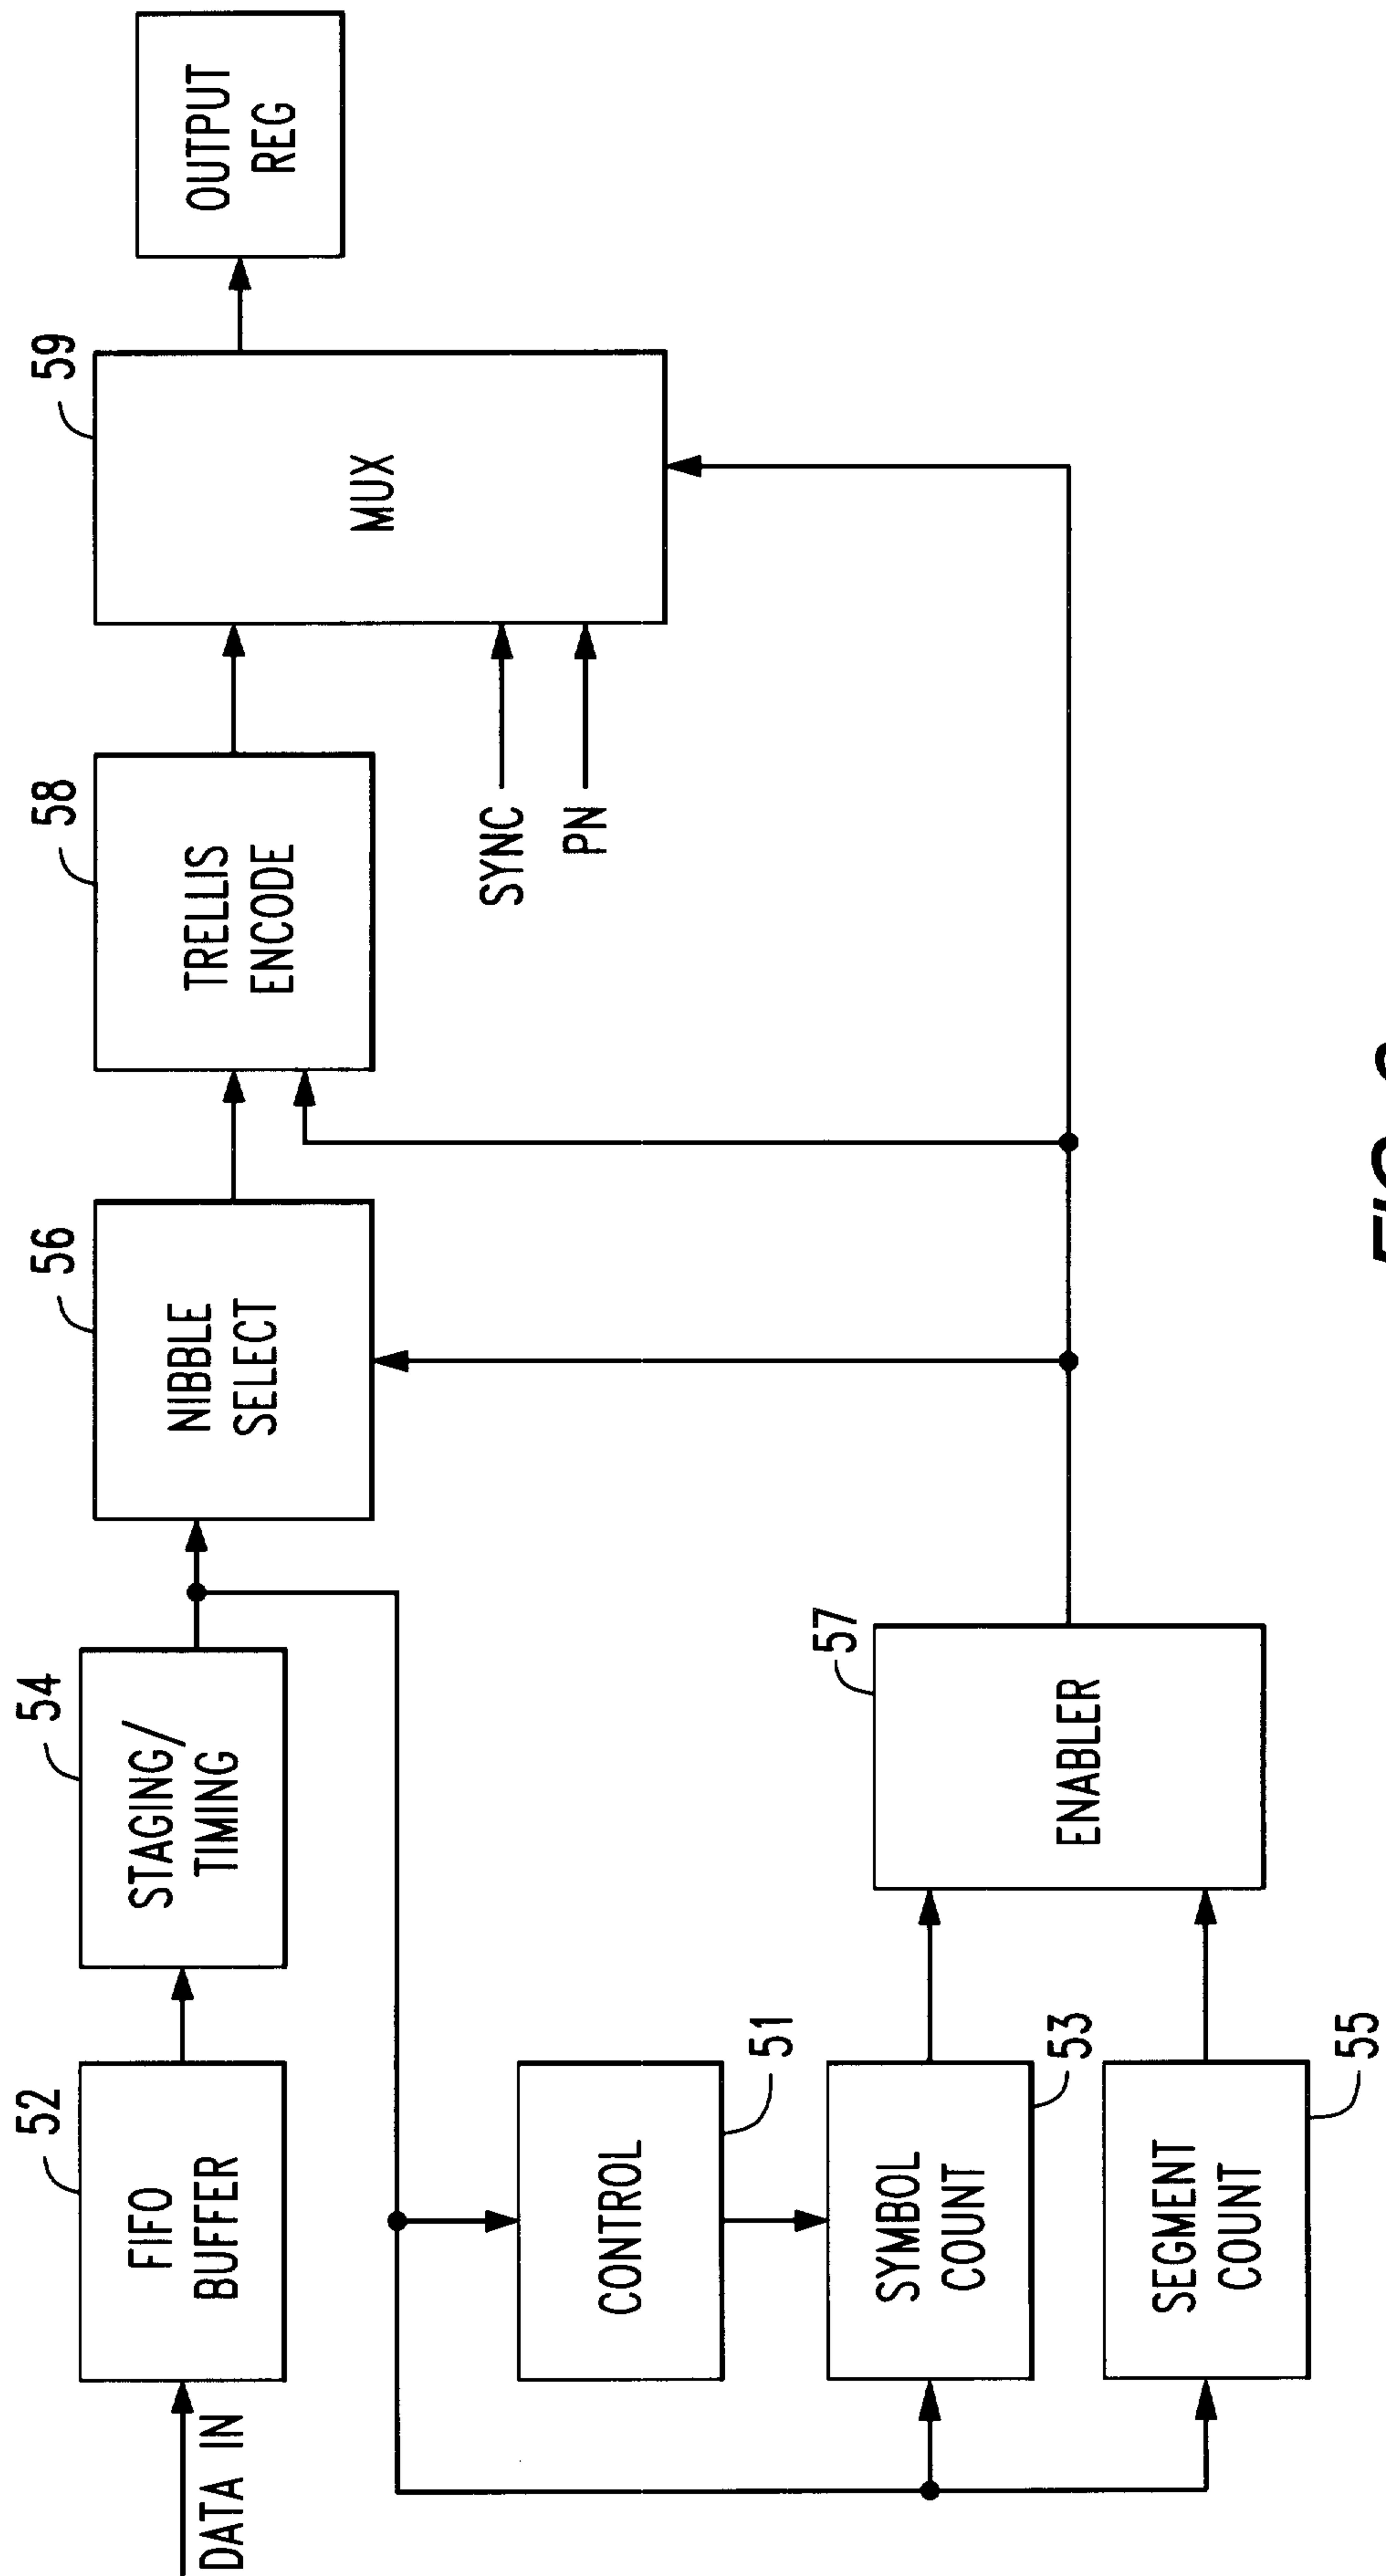 DATA IN
52
FIFO
BUFFER
54
STAGING/
TIMING
56
NIBBLE
SELECT
58
TRELLIS
ENCODE
59
MUX
OUTPUT
REG
SYNC
PN
CONTROL
51
SYMBOL
COUNT
53
SEGMENT
COUNT
55
57
ENABLER
FIG.